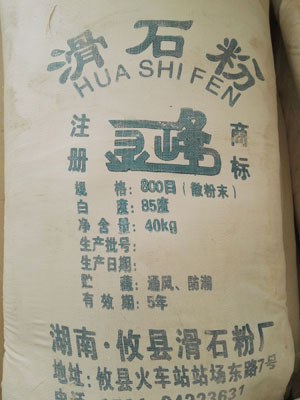 滑石粉
HUA SHI FEN
注册 灵峰 商标
规格:800目(微粉末)
白度:85度
净含量:40kg
生产批号:
生产日期:
贮藏:通风、防潮
有效期:5年
湖南·攸县滑石粉厂
地址:攸县火车站站场东路7号